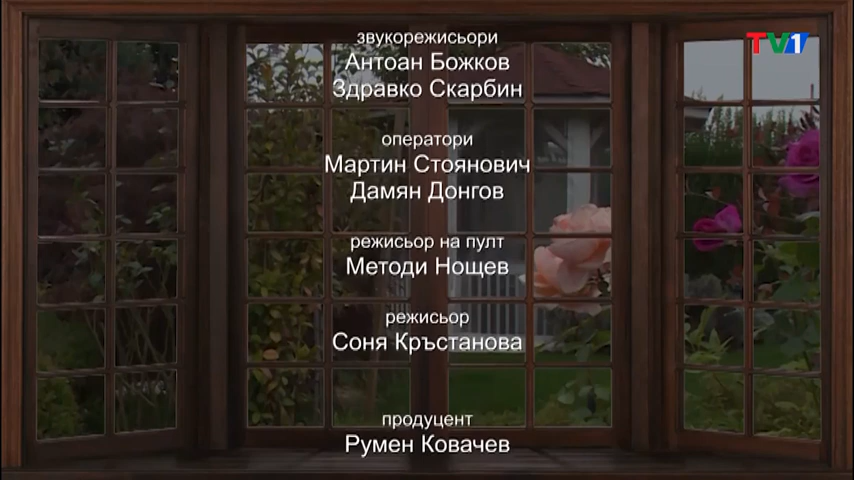 TV1
звукорежисьори
Антоан Божков
Здравко Скарбин
оператори
Мартин Стоянович
Дамян Донгов
режисьор на пулт
Методи Нощев
режисьор
Соня Кръстанова
продуцент
Румен Ковачев